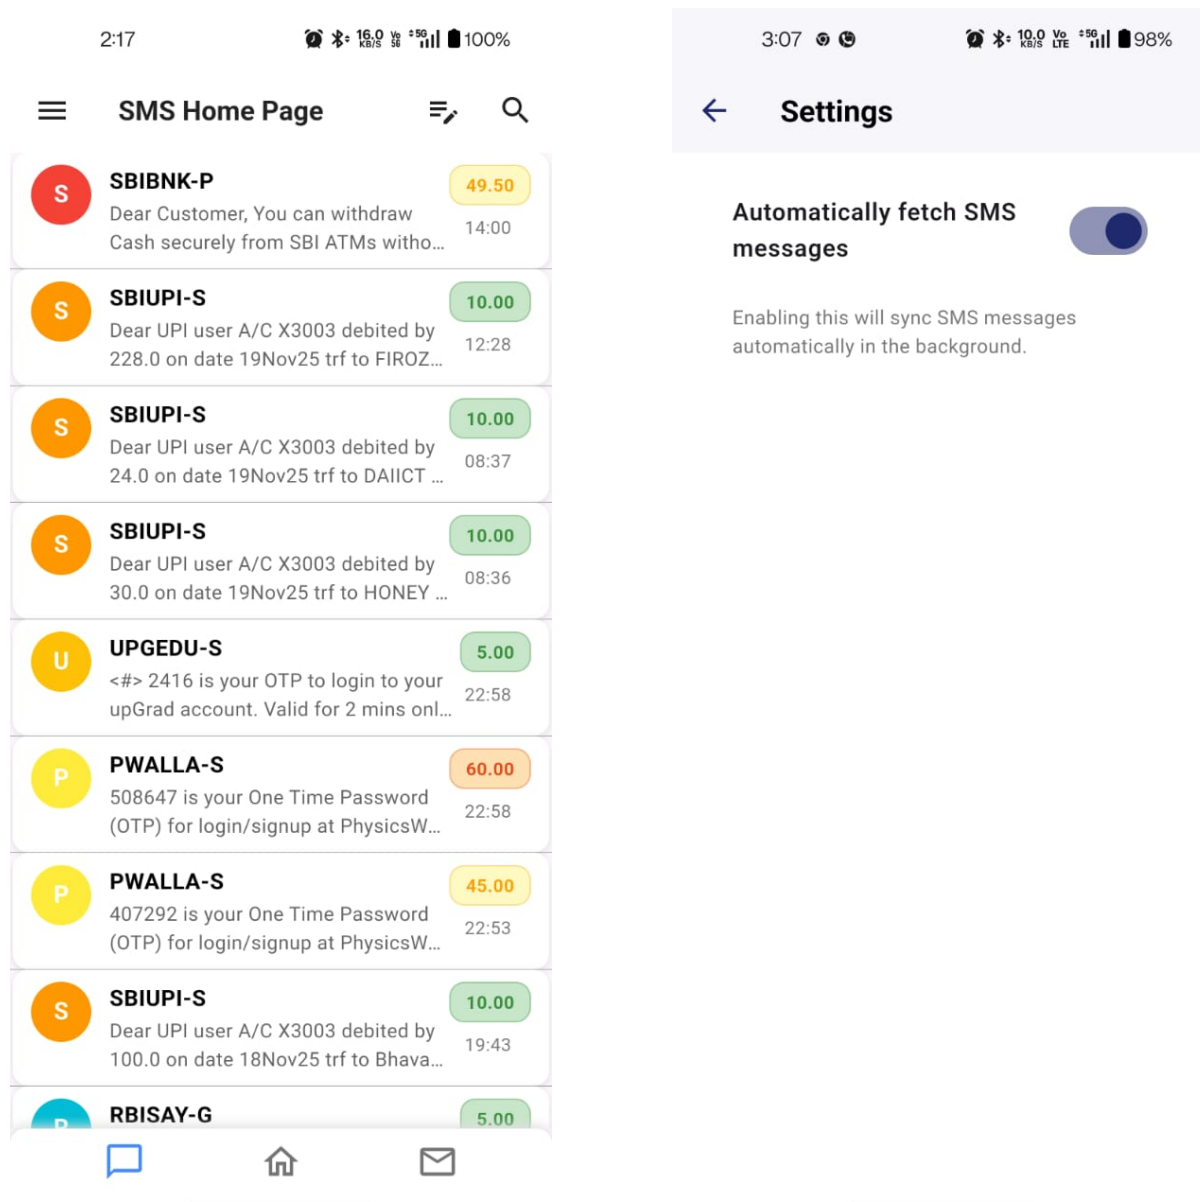 2:17
16.0
KB/S
Vo
5G
5G
100%
SMS Home Page
S
SBIBNK-P
49.50
Dear Customer, You can withdraw
14:00
Cash securely from SBI ATMs witho...
S
SBIUPI-S
10.00
Dear UPI user A/C X3003 debited by
12:28
228.0 on date 19Nov25 trf to FIROZ...
S
SBIUPI-S
10.00
Dear UPI user A/C X3003 debited by
08:37
24.0 on date 19Nov25 trf to DAIICT ...
S
SBIUPI-S
10.00
Dear UPI user A/C X3003 debited by
08:36
30.0 on date 19Nov25 trf to HONEY ...
U
UPGEDU-S
5.00
<#> 2416 is your OTP to login to your
22:58
upGrad account. Valid for 2 mins onl...
P
PWALLA-S
60.00
508647 is your One Time Password
22:58
(OTP) for login/signup at PhysicsW...
P
PWALLA-S
45.00
407292 is your One Time Password
22:53
(OTP) for login/signup at PhysicsW...
S
SBIUPI-S
10.00
Dear UPI user A/C X3003 debited by
19:43
100.0 on date 18Nov25 trf to Bhava...
RBISAY-G
5.00
3:07
10.0
KB/S
Vo
LTE
5G
98%
Settings
Automatically fetch SMS
messages
Enabling this will sync SMS messages
automatically in the background.